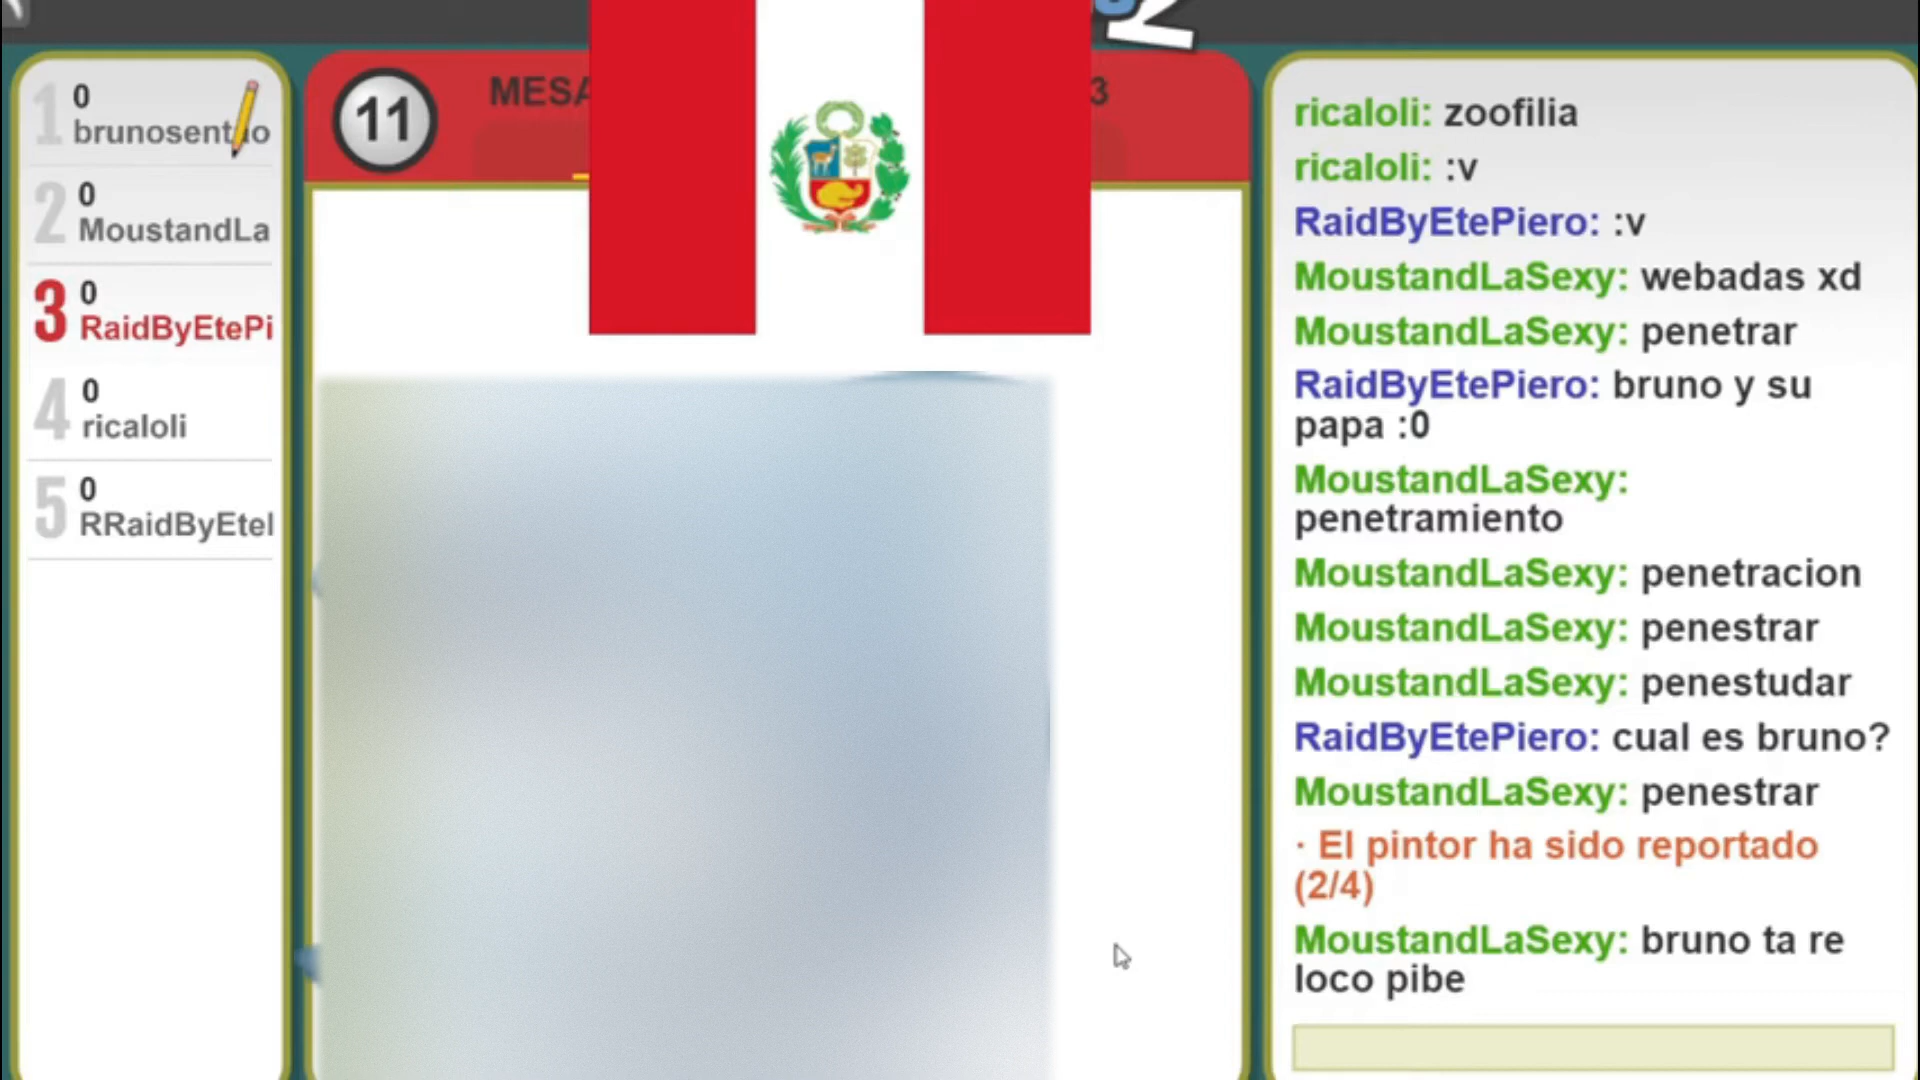 2
1
0
brunosent
o
2
0
MoustandLa
3
0
RaidByEtePi
4
0
ricaloli
5
0
RRaidByEtel
11
MESA
3
ricaloli: zoofilia
ricaloli: :v
RaidByEtePiero: :v
MoustandLaSexy: webadas xd
MoustandLaSexy: penetrar
RaidByEtePiero: bruno y su
papa :0
MoustandLaSexy:
penetramiento
MoustandLaSexy: penetracion
MoustandLaSexy: penestrar
MoustandLaSexy: penestudar
RaidByEtePiero: cual es bruno?
MoustandLaSexy: penestrar
· El pintor ha sido reportado
(2/4)
MoustandLaSexy: bruno ta re
loco pibe